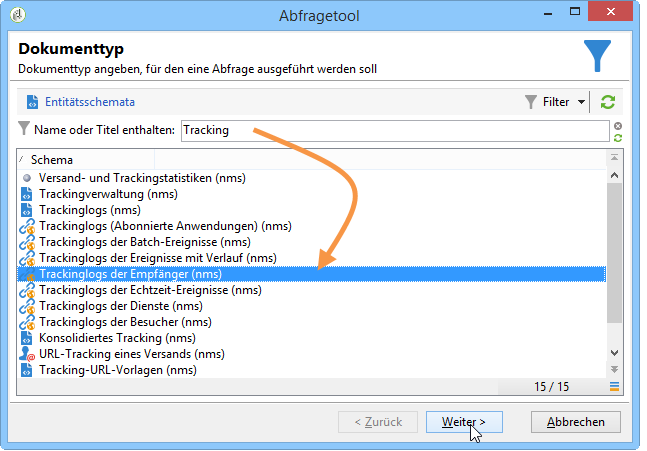 Abfragetool
Dokumenttyp
Dokumenttyp angeben, für den eine Abfrage ausgeführt werden soll
Entitätsschemata
Filter
Name oder Titel enthalten: Tracking
Schema
Versand- und Trackingstatistiken (nms)
Trackingverwaltung (nms)
Trackinglogs (nms)
Trackinglogs (Abonnierte Anwendungen) (nms)
Trackinglogs der Batch-Ereignisse (nms)
Trackinglogs der Ereignisse mit Verlauf (nms)
Trackinglogs der Empfänger (nms)
Trackinglogs der Echtzeit-Ereignisse (nms)
Trackinglogs der Dienste (nms)
Trackinglogs der Besucher (nms)
Konsolidiertes Tracking (nms)
URL-Tracking eines Versands (nms)
Tracking-URL-Vorlagen (nms)
15 / 15
< Zurück Weiter > Abbrechen